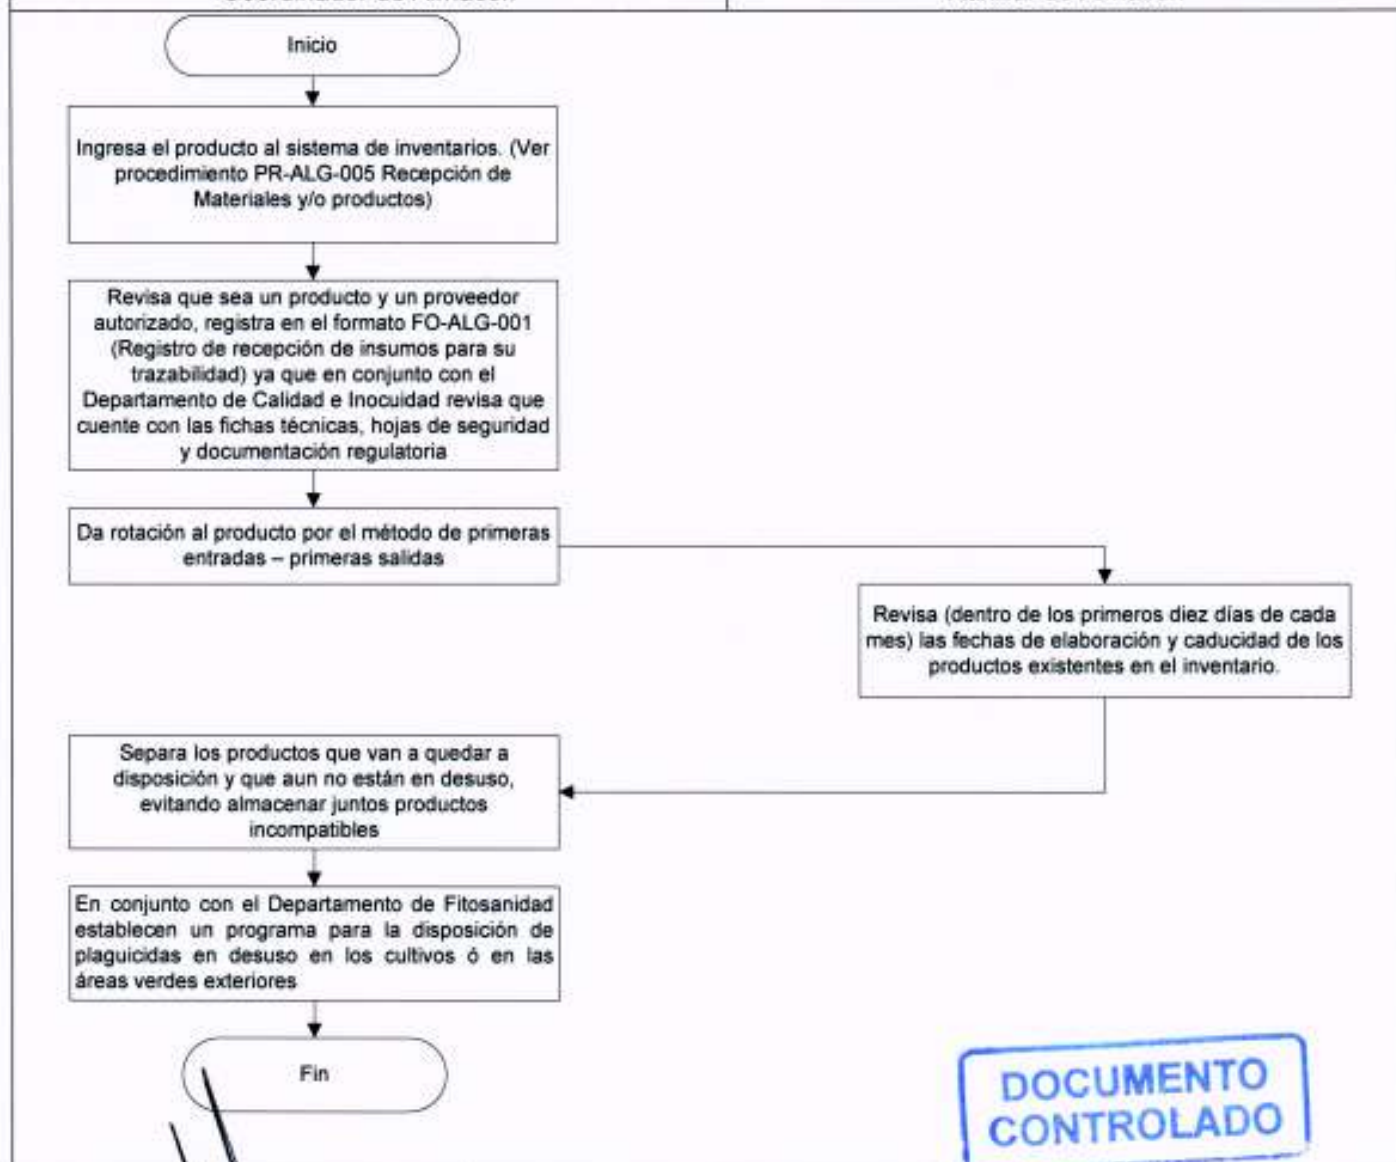 Inicio
Ingresa el producto al sistema de inventarios. (Ver
procedimiento PR-ALG-005 Recepción de
Materiales y/o productos)
Revisa que sea un producto y un proveedor
autorizado, registra en el formato FO-ALG-001
(Registro de recepción de insumos para su
trazabilidad) ya que en conjunto con el
Departamento de Calidad e Inocuidad revisa que
cuente con las fichas técnicas, hojas de seguridad
y documentación regulatoria
Da rotación al producto por el método de primeras
entradas – primeras salidas
Revisa (dentro de los primeros diez días de cada
mes) las fechas de elaboración y caducidad de los
productos existentes en el inventario.
Separa los productos que van a quedar a
disposición y que aun no están en desuso,
evitando almacenar juntos productos
incompatibles
En conjunto con el Departamento de Fitosanidad
establecen un programa para la disposición de
plaguicidas en desuso en los cultivos ó en las
áreas verdes exteriores
Fin
DOCUMENTO
CONTROLADO